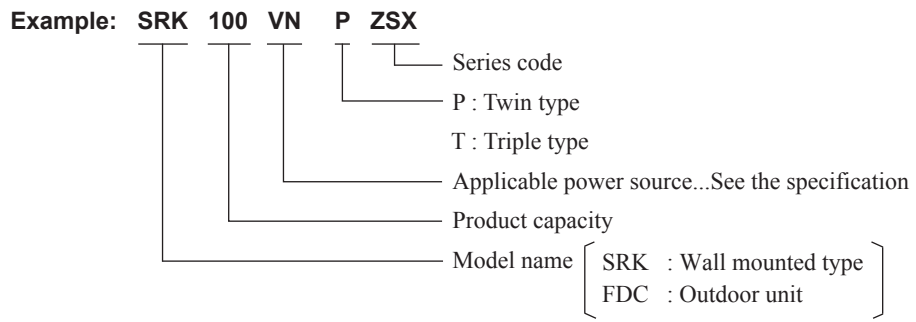 Example: SRK 100 VN P ZSX
Series code
P : Twin type
T : Triple type
Applicable power source...See the specification
Product capacity
Model name
SRK : Wall mounted type
FDC : Outdoor unit